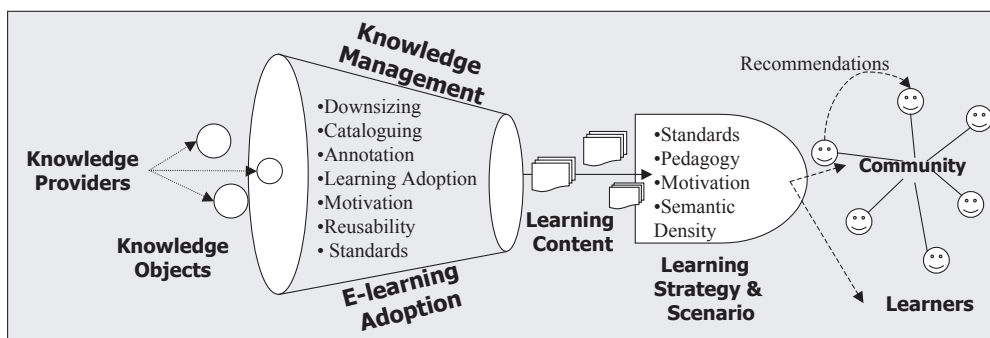 Knowledge
Providers
Knowledge
Objects
Knowledge
Management
•Downsizing
•Cataloguing
•Annotation
•Learning Adoption
•Motivation
•Reusability
• Standards
E-learning
Adoption
Learning
Content
•Standards
•Pedagogy
•Motivation
•Semantic
Density
Learning
Strategy &
Scenario
Recommendations
Community
Learners